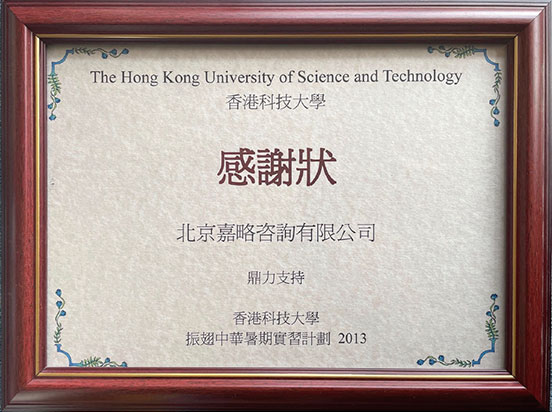 The Hong Kong University of Science and Technology
香港科技大學
感謝狀
北京嘉略咨詢有限公司
鼎力支持
香港科技大學
振翅中華暑期實習計劃 2013